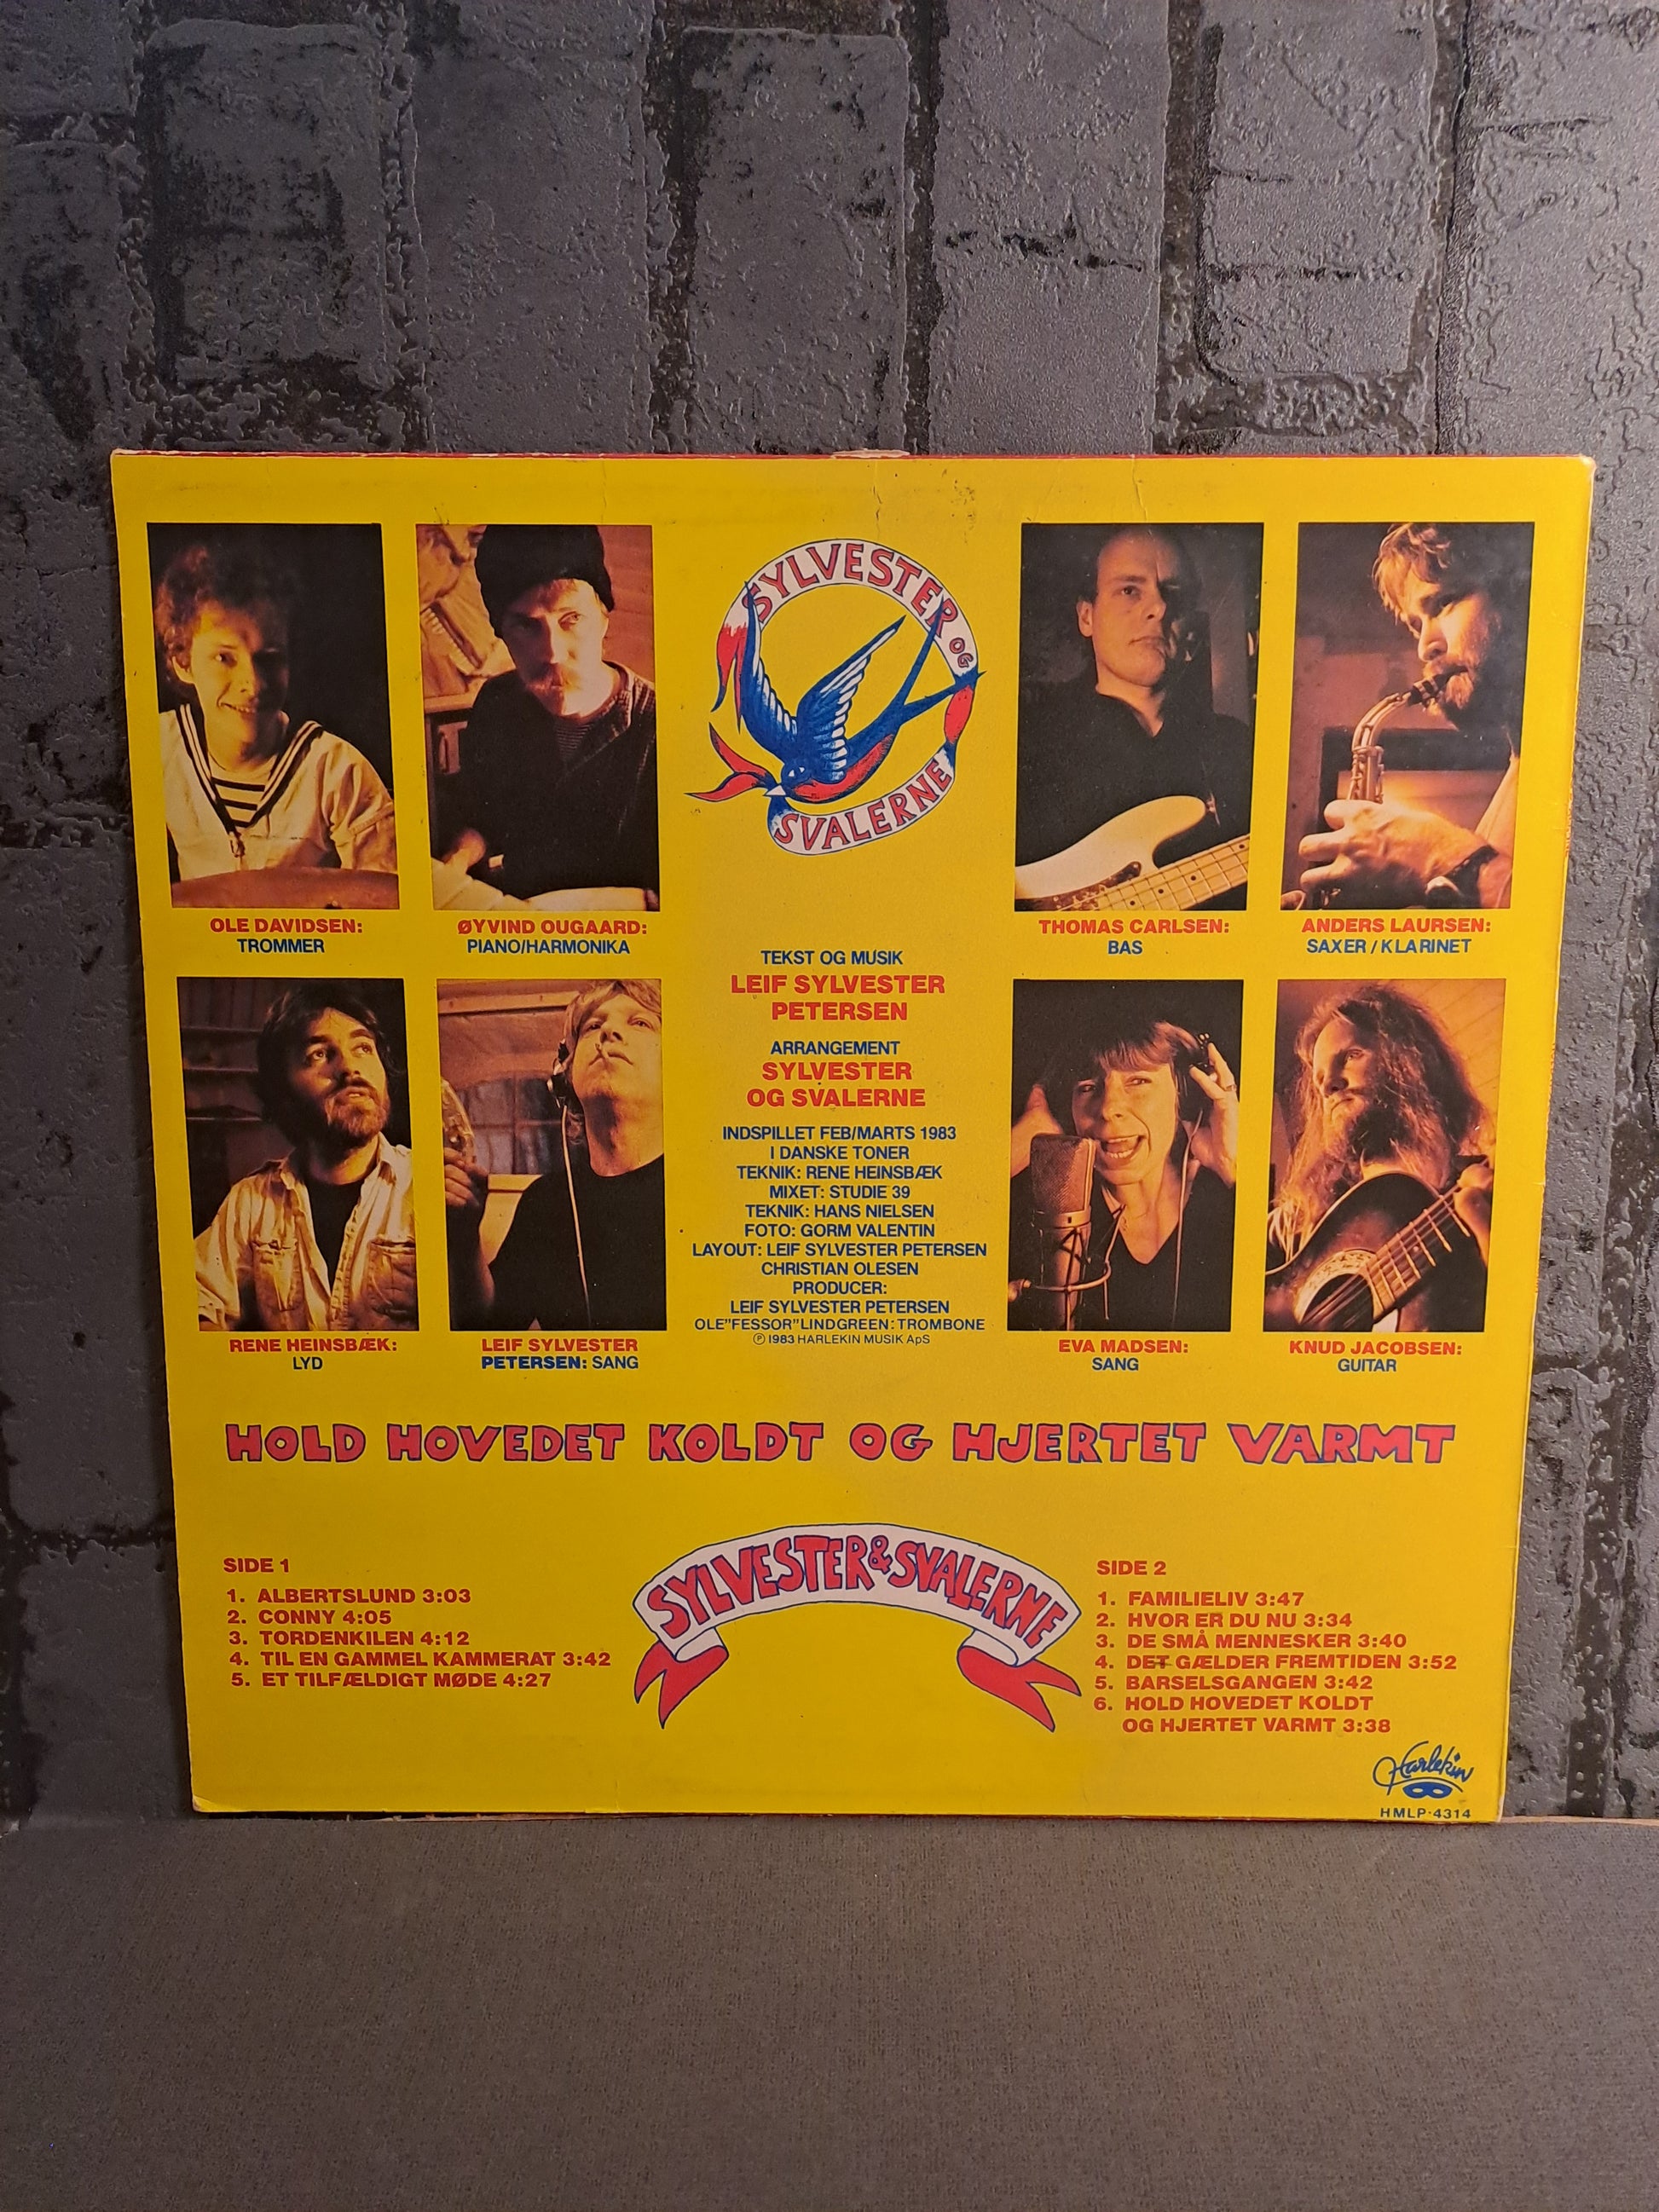 SYLVESTER OG
SVALERNE
OLE DAVIDSEN:
TROMMER
ØYVIND OUGAARD:
PIANO/HARMONIKA
THOMAS CARLSEN:
BAS
ANDERS LAURSEN:
SAXER / KLARINET
TEKST OG MUSIK
LEIF SYLVESTER
PETERSEN
ARRANGEMENT
SYLVESTER
OG SVALERNE
INDSPILLET FEB/MARTS 1983
I DANSKE TONER
TEKNIK: RENE HEINSBÆK
MIXET: STUDIE 39
TEKNIK: HANS NIELSEN
FOTO: GORM VALENTIN
LAYOUT: LEIF SYLVESTER PETERSEN
CHRISTIAN OLESEN
PRODUCER:
LEIF SYLVESTER PETERSEN
OLE"FESSOR"LINDGREEN: TROMBONE
Ⓟ 1983 HARLEKIN MUSIK ApS
RENE HEINSBÆK:
LYD
LEIF SYLVESTER
PETERSEN: SANG
EVA MADSEN:
SANG
KNUD JACOBSEN:
GUITAR
HOLD HOVEDET KOLDT OG HJERTET VARMT
SYLVESTER & SVALERNE
SIDE 1
1. ALBERTSLUND 3:03
2. CONNY 4:05
3. TORDENKILEN 4:12
4. TIL EN GAMMEL KAMMERAT 3:42
5. ET TILFÆLDIGT MØDE 4:27
SIDE 2
1. FAMILIELIV 3:47
2. HVOR ER DU NU 3:34
3. DE SMÅ MENNESKER 3:40
4. DET GÆLDER FREMTIDEN 3:52
5. BARSELSGANGEN 3:42
6. HOLD HOVEDET KOLDT
OG HJERTET VARMT 3:38
Harlekin
HMLP-4314